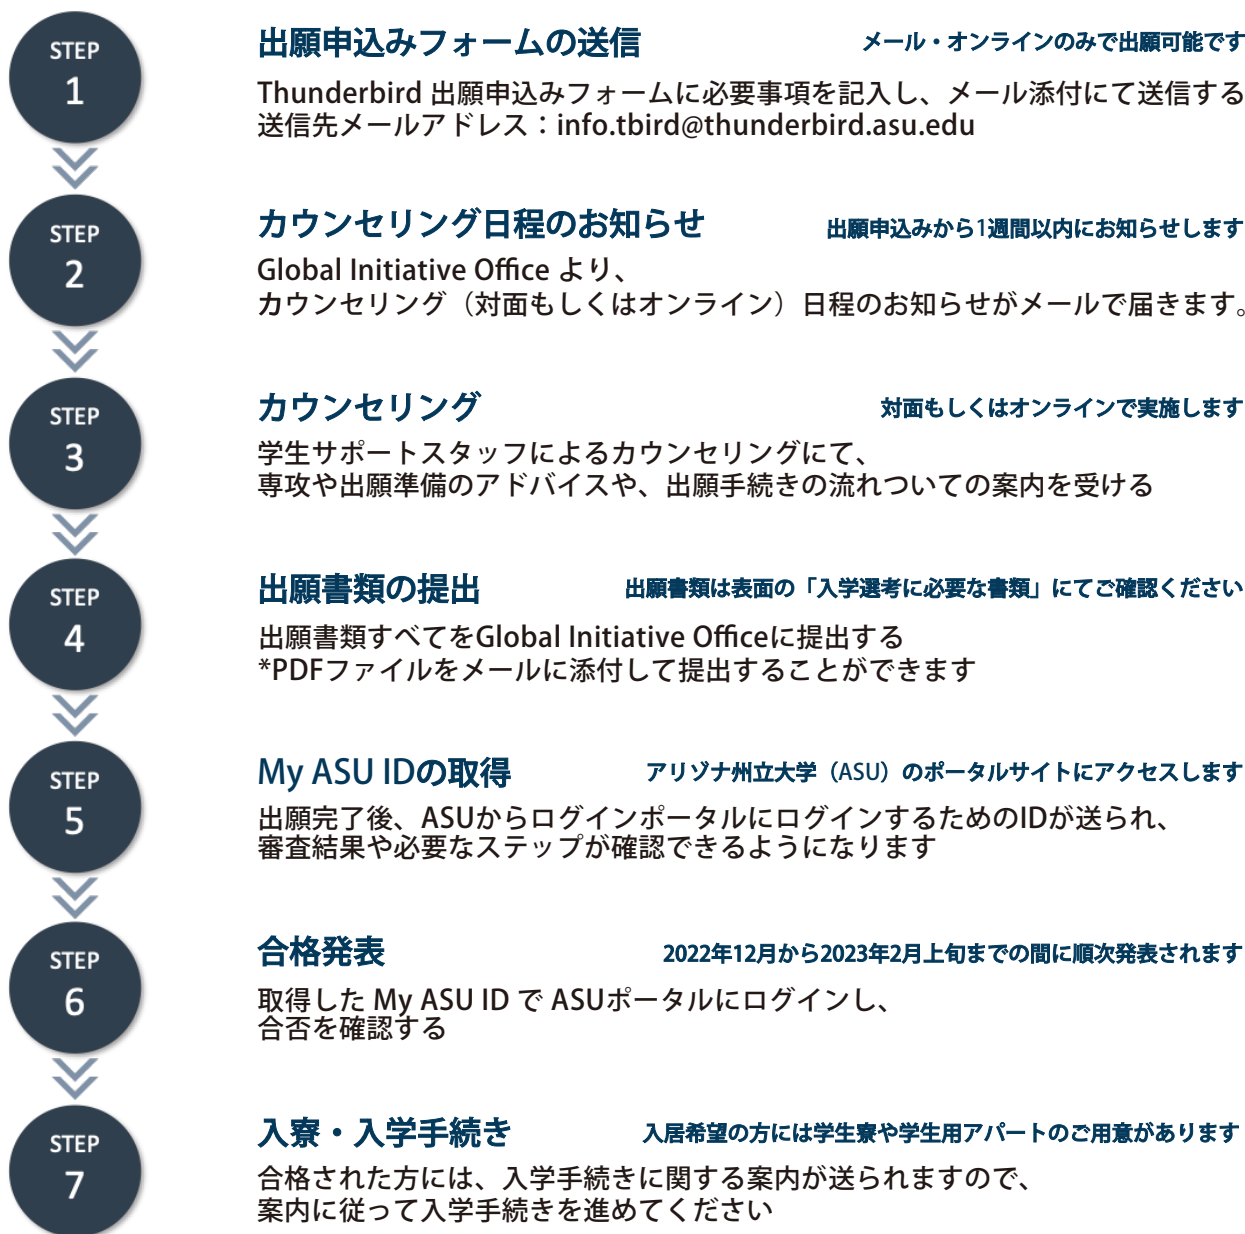 STEP
1
出願申込みフォームの送信
メール・オンラインのみで出願可能です
Thunderbird 出願申込みフォームに必要事項を記入し、メール添付にて送信する
送信先メールアドレス：info.tbird@thunderbird.asu.edu
STEP
2
カウンセリング日程のお知らせ
出願申込みから1週間以内にお知らせします
Global Initiative Office より、
カウンセリング（対面もしくはオンライン）日程のお知らせがメールで届きます。
STEP
3
カウンセリング
対面もしくはオンラインで実施します
学生サポートスタッフによるカウンセリングにて、
専攻や出願準備のアドバイスや、出願手続きの流れついての案内を受ける
STEP
4
出願書類の提出
出願書類は表面の「入学選考に必要な書類」にてご確認ください
出願書類すべてをGlobal Initiative Officeに提出する
*PDFファイルをメールに添付して提出することができます
STEP
5
My ASU IDの取得
アリゾナ州立大学（ASU）のポータルサイトにアクセスします
出願完了後、ASUからログインポータルにログインするためのIDが送られ、
審査結果や必要なステップが確認できるようになります
STEP
6
合格発表
2022年12月から2023年2月上旬までの間に順次発表されます
取得した My ASU ID で ASUポータルにログインし、
合否を確認する
STEP
7
入寮・入学手続き
入居希望の方には学生寮や学生用アパートのご用意があります
合格された方には、入学手続きに関する案内が送られますので、
案内に従って入学手続きを進めてください